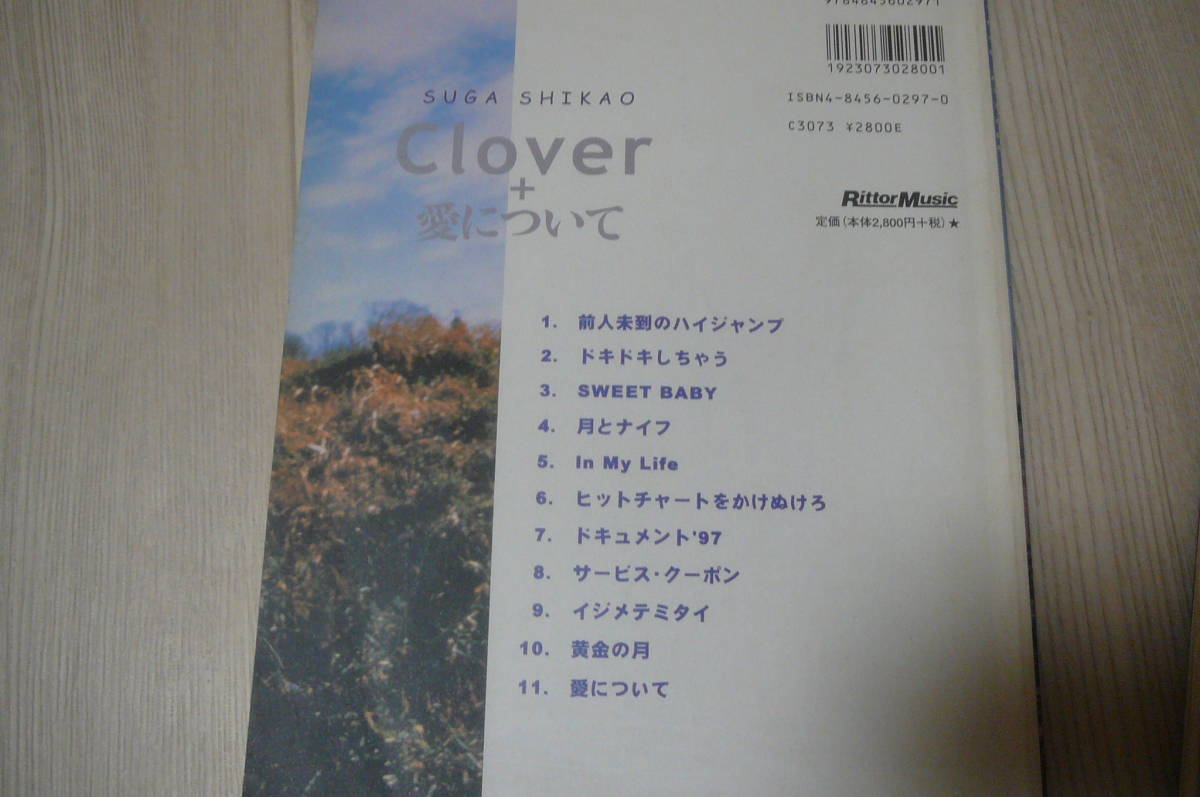 9784845602971
1923073028001
ISBN4-8456-0297-0
C3073 ¥2800E
SUGA SHIKAO
Clover
+
愛について
RittorMusic
定価(本体2,800円+税)★
1. 前人未到のハイジャンプ
2. ドキドキしちゃう
3. SWEET BABY
4. 月とナイフ
5. In My Life
6. ヒットチャートをかけぬけろ
7. ドキュメント'97
8. サービス・クーポン
9. イジメテミタイ
10. 黄金の月
11. 愛について